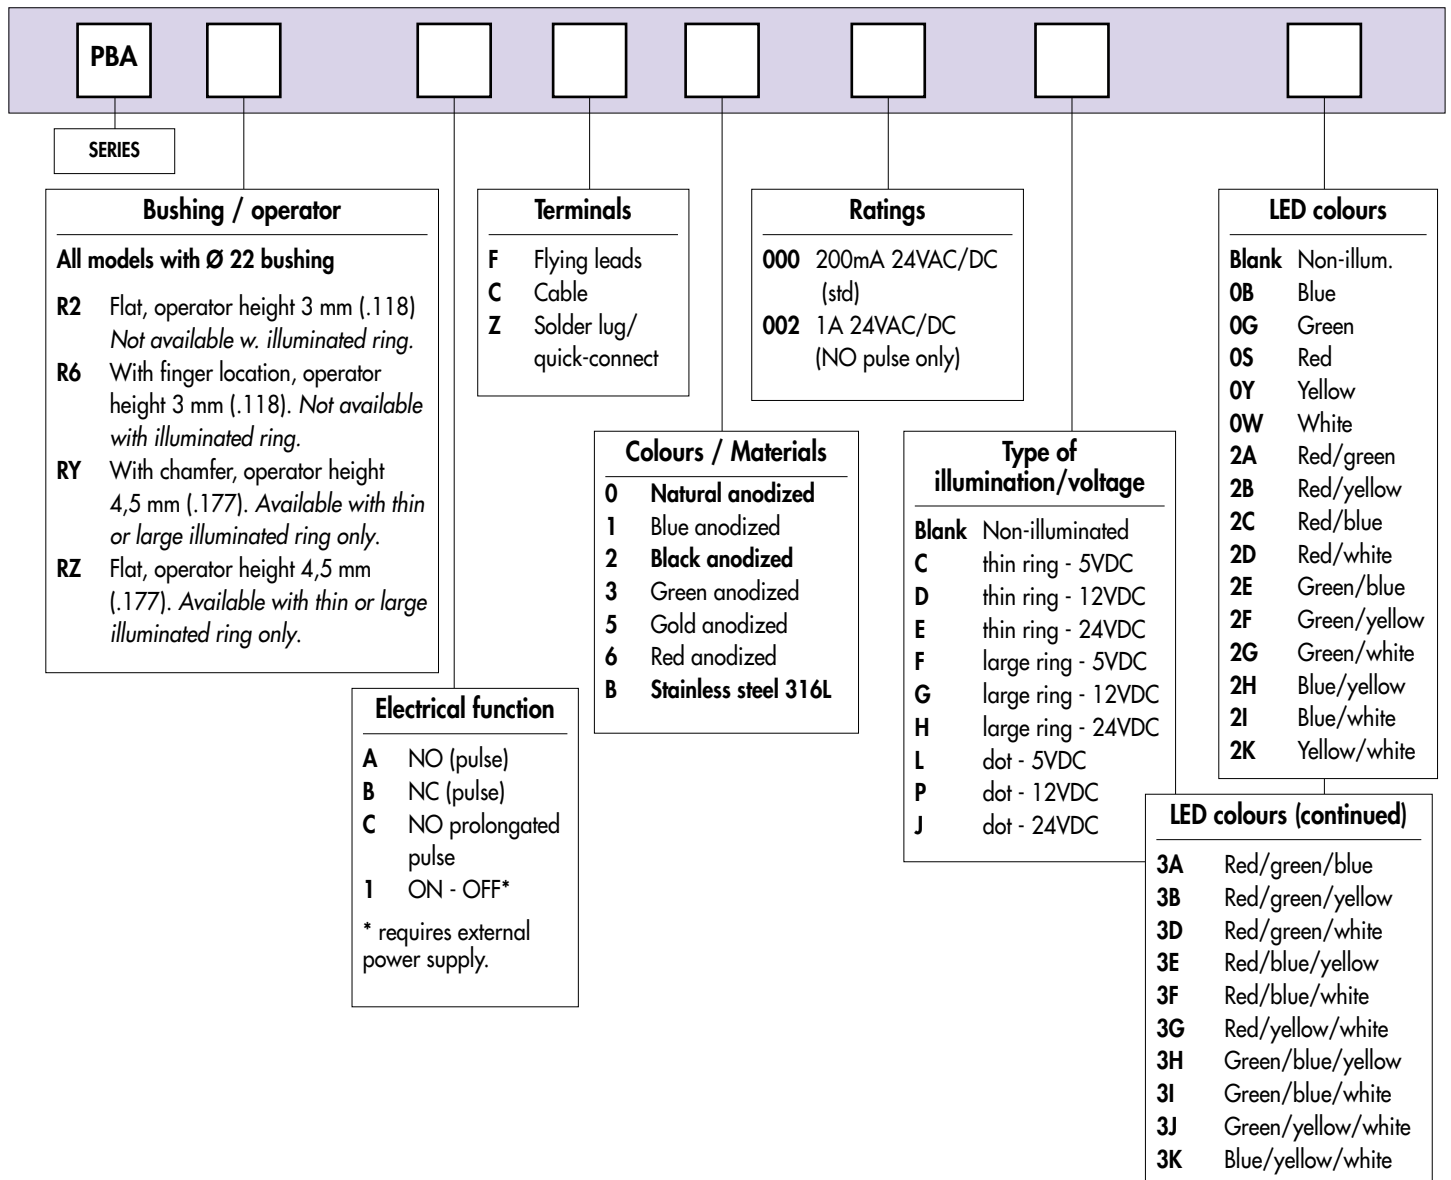 PBA
SERIES
Bushing / operator
All models with Ø 22 bushing
R2 Flat, operator height 3 mm (.118)
Not available w. illuminated ring.
R6 With finger location, operator
height 3 mm (.118). Not available
with illuminated ring.
RY With chamfer, operator height
4,5 mm (.177). Available with thin
or large illuminated ring only.
RZ Flat, operator height 4,5 mm
(.177). Available with thin or large
illuminated ring only.
Electrical function
A NO (pulse)
B NC (pulse)
C NO prolongated
pulse
1 ON - OFF*
* requires external
power supply.
Terminals
F Flying leads
C Cable
Z Solder lug/
quick-connect
Colours / Materials
0 Natural anodized
1 Blue anodized
2 Black anodized
3 Green anodized
5 Gold anodized
6 Red anodized
B Stainless steel 316L
Ratings
000 200mA 24VAC/DC
(std)
002 1A 24VAC/DC
(NO pulse only)
Type of
illumination/voltage
Blank Non-illuminated
C thin ring - 5VDC
D thin ring - 12VDC
E thin ring - 24VDC
F large ring - 5VDC
G large ring - 12VDC
H large ring - 24VDC
L dot - 5VDC
P dot - 12VDC
J dot - 24VDC
LED colours
Blank Non-illum.
0B Blue
0G Green
0S Red
0Y Yellow
0W White
2A Red/green
2B Red/yellow
2C Red/blue
2D Red/white
2E Green/blue
2F Green/yellow
2G Green/white
2H Blue/yellow
2I Blue/white
2K Yellow/white
LED colours (continued)
3A Red/green/blue
3B Red/green/yellow
3D Red/green/white
3E Red/blue/yellow
3F Red/blue/white
3G Red/yellow/white
3H Green/blue/yellow
3I Green/blue/white
3J Green/yellow/white
3K Blue/yellow/white